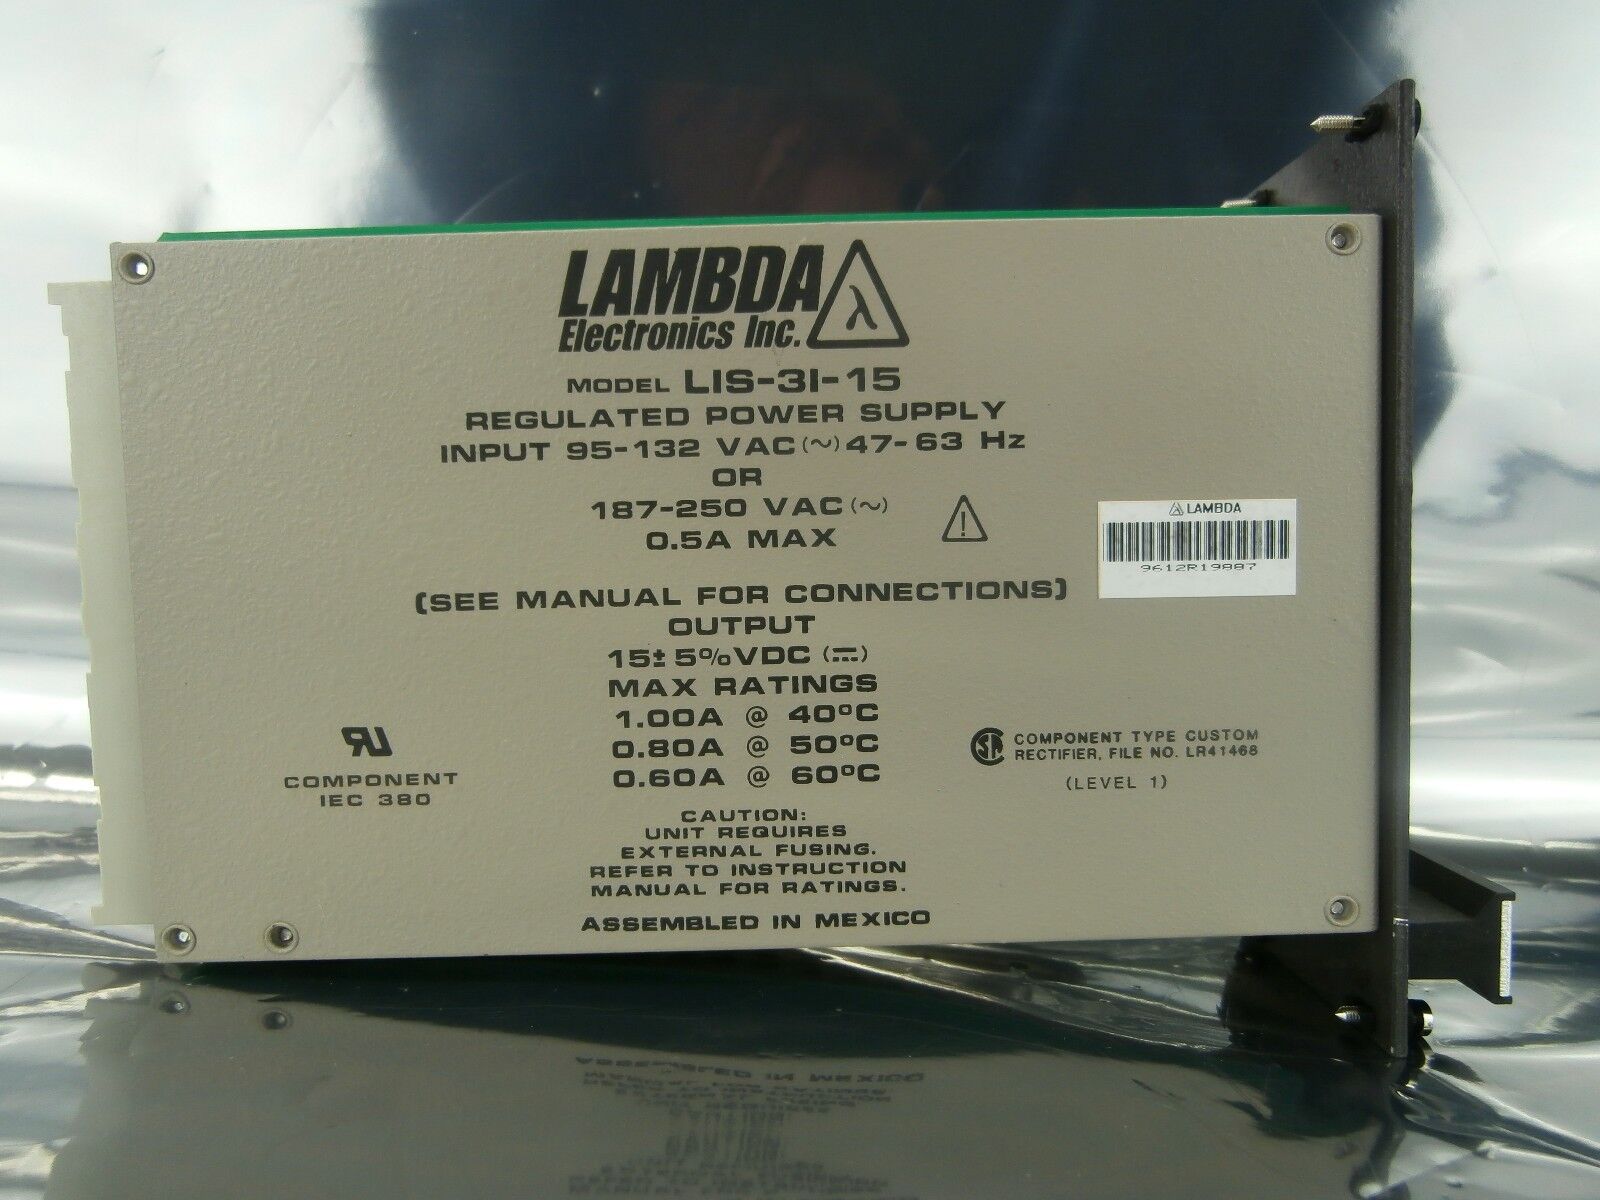 LAMBDA
Electronics Inc. λ
MODEL LIS-3I-15
REGULATED POWER SUPPLY
INPUT 95-132 VAC(~)47-63 Hz
OR
187-250 VAC(~)
0.5A MAX
(SEE MANUAL FOR CONNECTIONS)
OUTPUT
15±5%VDC (⎓)
MAX RATINGS
1.00A @ 40°C
0.80A @ 50°C
0.60A @ 60°C
CAUTION:
UNIT REQUIRES
EXTERNAL FUSING.
REFER TO INSTRUCTION
MANUAL FOR RATINGS.
ASSEMBLED IN MEXICO
LAMBDA
9612R19887
RU
COMPONENT
IEC 380
COMPONENT TYPE CUSTOM
RECTIFIER, FILE NO. LR41468
(LEVEL 1)